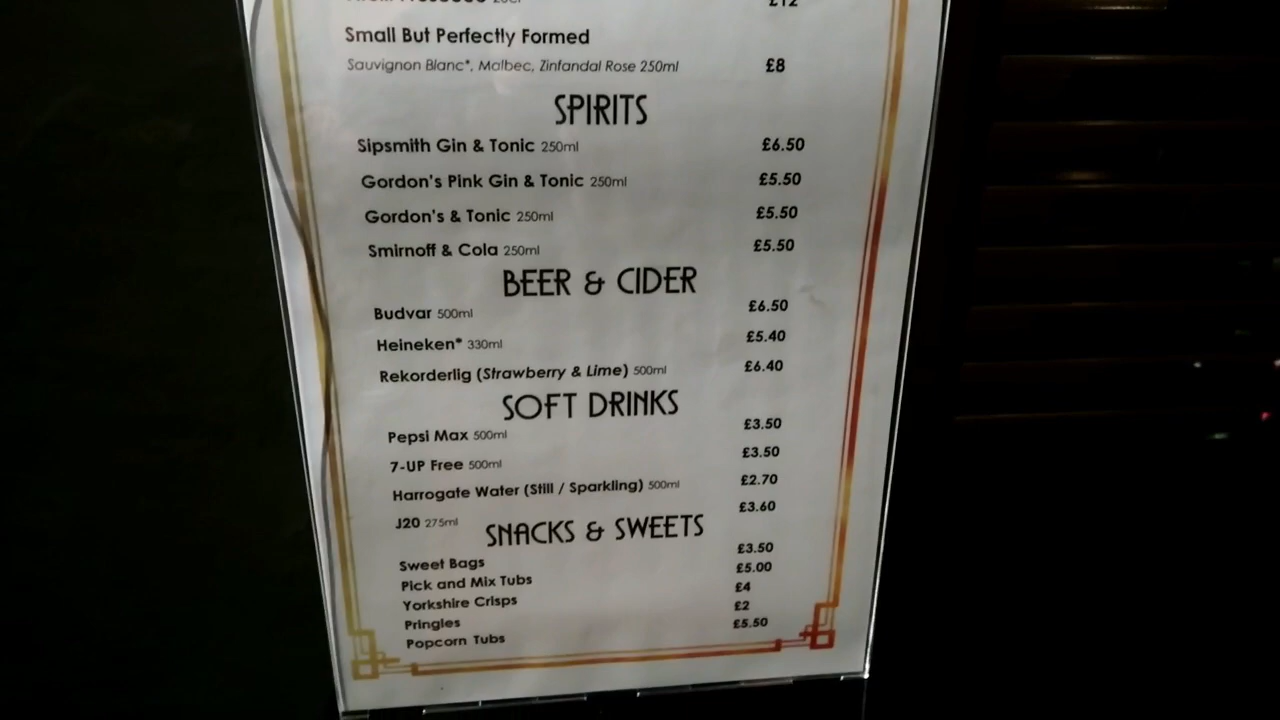 £12
Small But Perfectly Formed
Sauvignon Blanc*, Malbec, Zinfandal Rose 250ml £8
SPIRITS
Sipsmith Gin & Tonic 250ml £6.50
Gordon's Pink Gin & Tonic 250ml £5.50
Gordon's & Tonic 250ml £5.50
Smirnoff & Cola 250ml £5.50
BEER & CIDER
Budvar 500ml £6.50
Heineken* 330ml £5.40
Rekorderlig (Strawberry & Lime) 500ml £6.40
SOFT DRINKS
Pepsi Max 500ml £3.50
7-UP Free 500ml £3.50
Harrogate Water (Still / Sparkling) 500ml £2.70
J20 275ml £3.60
SNACKS & SWEETS
Sweet Bags £3.50
Pick and Mix Tubs £5.00
Yorkshire Crisps £4
Pringles £2
Popcorn Tubs £5.50